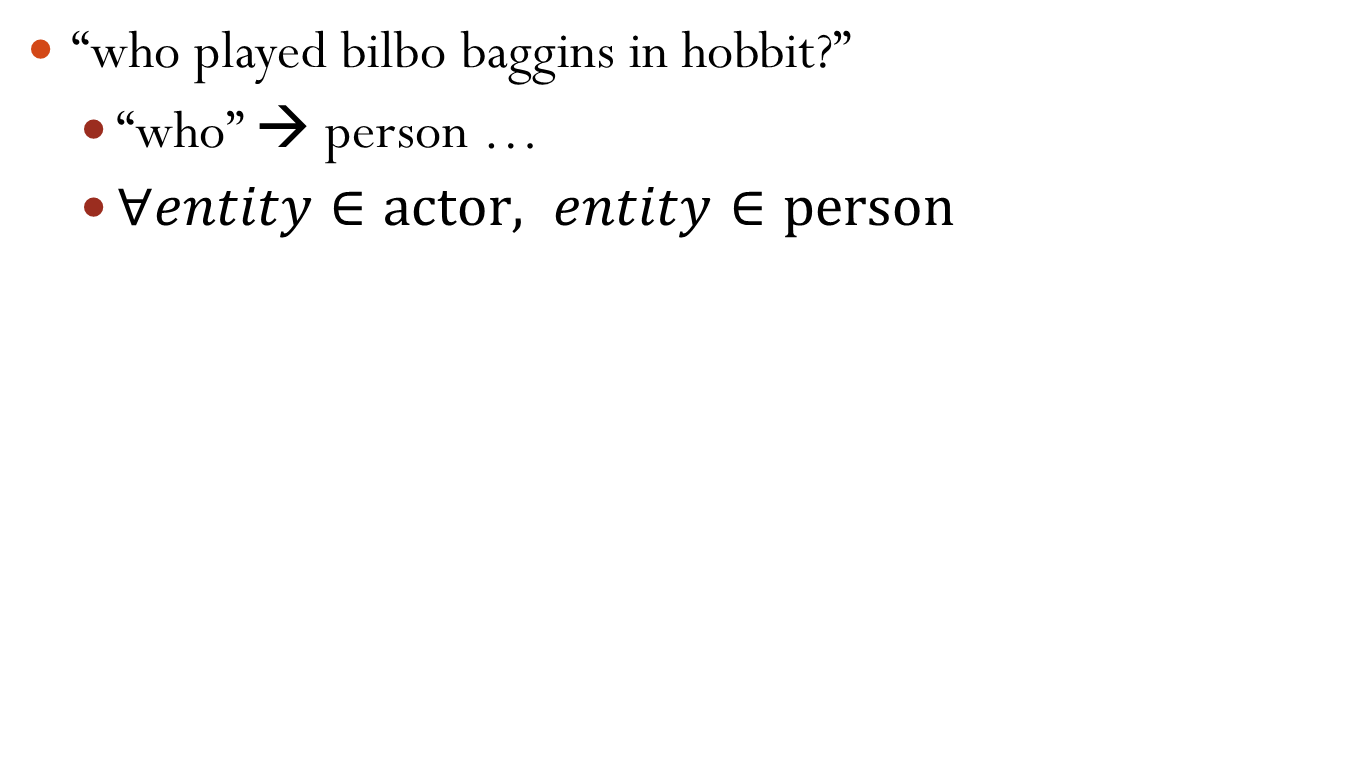 • “who played bilbo baggins in hobbit?”
• “who” → person …
• ∀entity ∈ actor, entity ∈ person